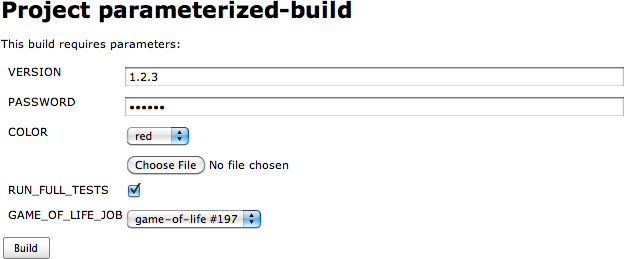 Project parameterized-build
This build requires parameters:
VERSION 1.2.3
PASSWORD ••••••
COLOR red
Choose File No file chosen
RUN_FULL_TESTS
GAME_OF_LIFE_JOB game-of-life #197
Build